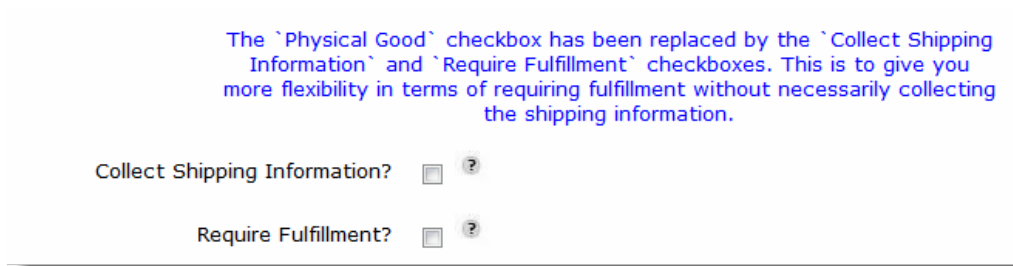 The `Physical Good` checkbox has been replaced by the `Collect Shipping
Information` and `Require Fulfillment` checkboxes. This is to give you
more flexibility in terms of requiring fulfillment without necessarily collecting
the shipping information.
Collect Shipping Information? ?
Require Fulfillment? ?